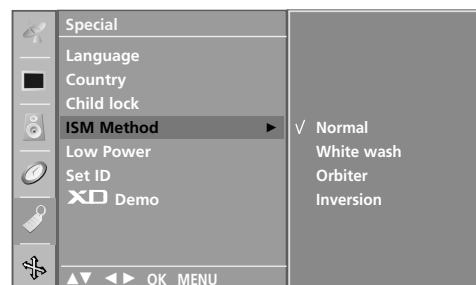 Special
Language
Country
Child lock
ISM Method ► √ Normal
Low Power White wash
Set ID Orbiter
XD Demo Inversion
▲▼ ◄► OK MENU